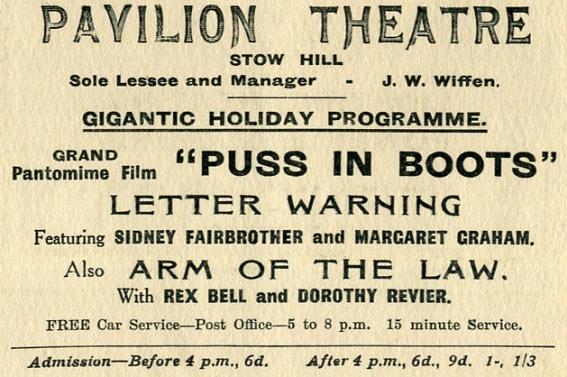 PAVILION THEATRE
STOW HILL
Sole Lessee and Manager - J. W. Wiffen.
GIGANTIC HOLIDAY PROGRAMME.
GRAND Pantomime Film "PUSS IN BOOTS"
LETTER WARNING
Featuring SIDNEY FAIRBROTHER and MARGARET GRAHAM.
Also ARM OF THE LAW.
With REX BELL and DOROTHY REVIER.
FREE Car Service—Post Office—5 to 8 p.m. 15 minute Service.
Admission—Before 4 p.m., 6d. After 4 p.m., 6d., 9d. 1-, 1/3